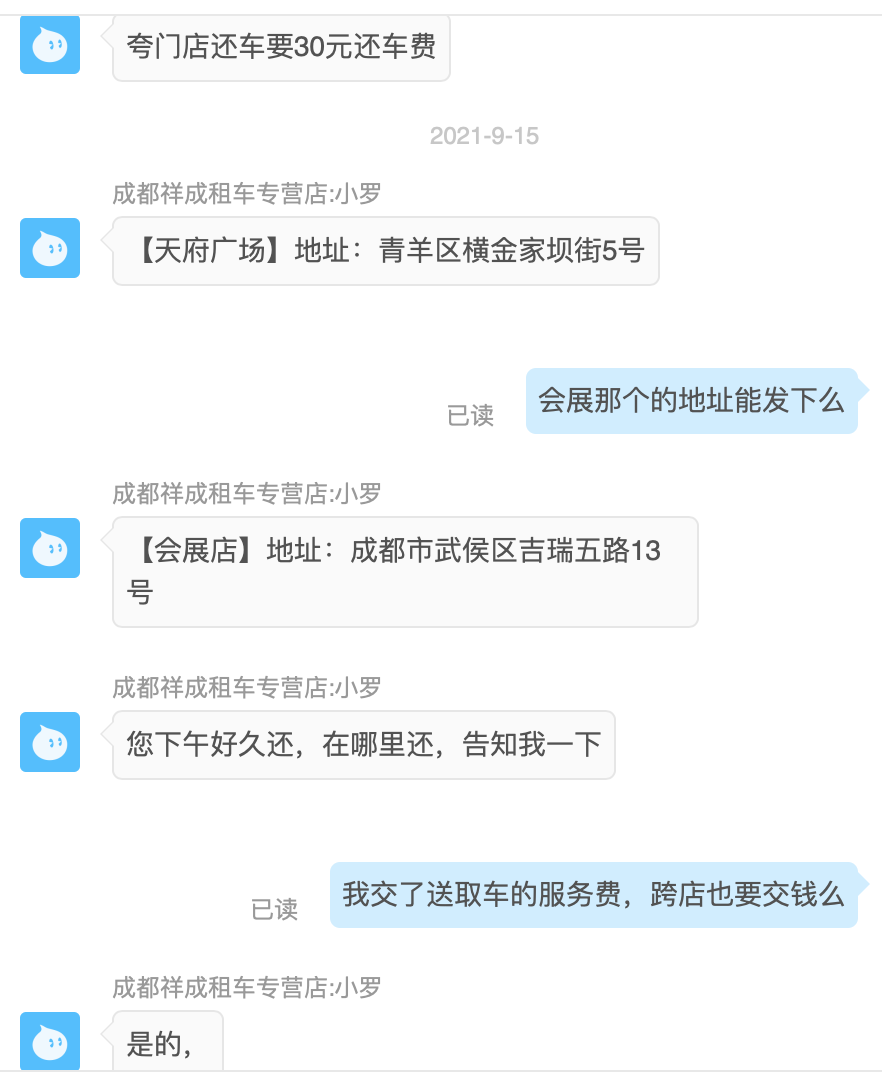 夸门店还车要30元还车费
2021-9-15
成都祥成租车专营店:小罗
【天府广场】地址：青羊区横金家坝街5号
会展那个的地址能发下么
已读
成都祥成租车专营店:小罗
【会展店】地址：成都市武侯区吉瑞五路13
号
成都祥成租车专营店:小罗
您下午好久还，在哪里还，告知我一下
我交了送取车的服务费，跨店也要交钱么
已读
成都祥成租车专营店:小罗
是的，